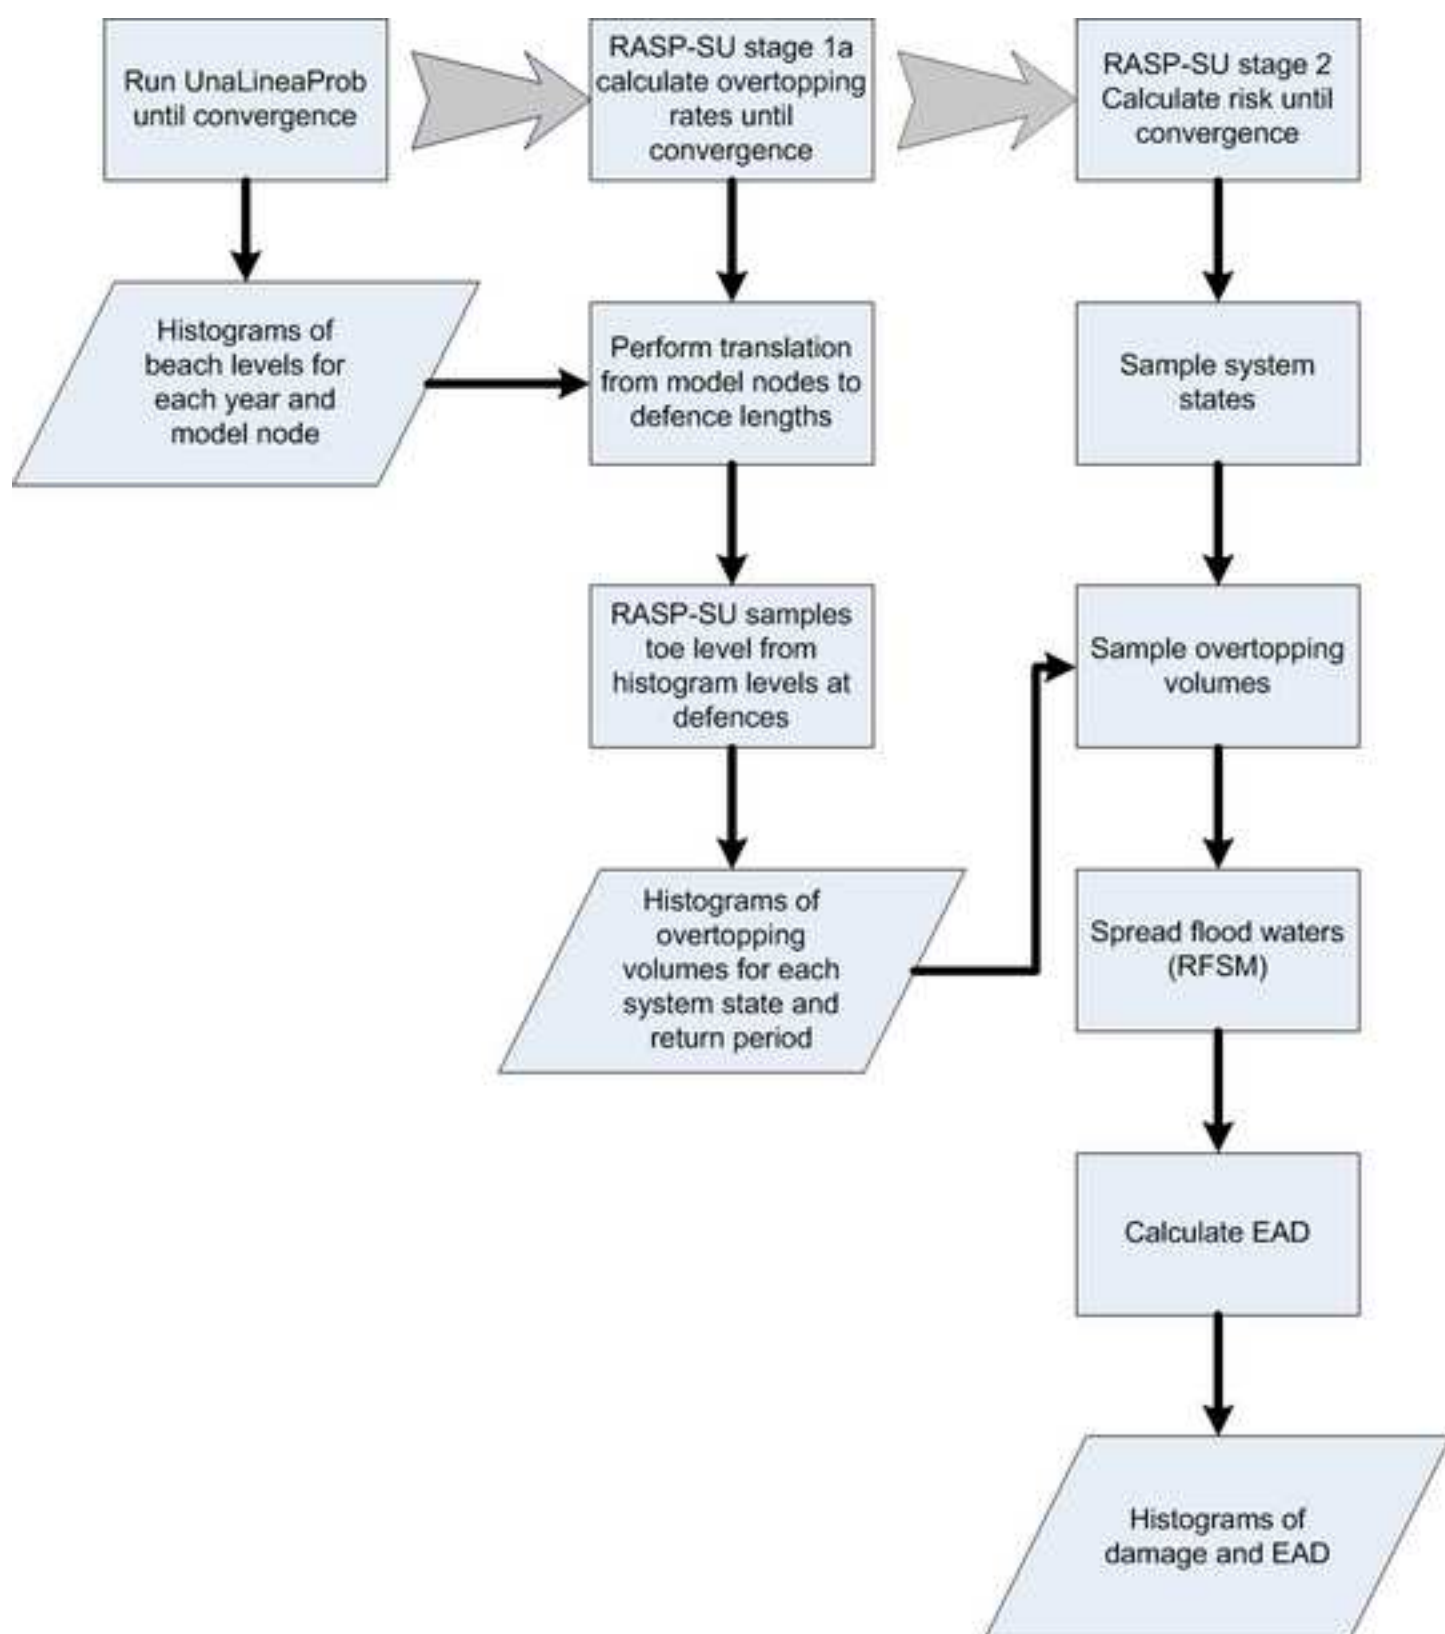 Run UnaLineaProb
until convergence
RASP-SU stage 1a
calculate overtopping
rates until
convergence
RASP-SU stage 2
Calculate risk until
convergence
Histograms of
beach levels for
each year and
model node
Perform translation
from model nodes to
defence lengths
Sample system
states
RASP-SU samples
toe level from
histogram levels at
defences
Sample overtopping
volumes
Histograms of
overtopping
volumes for each
system state and
return period
Spread flood waters
(RFSM)
Calculate EAD
Histograms of
damage and EAD